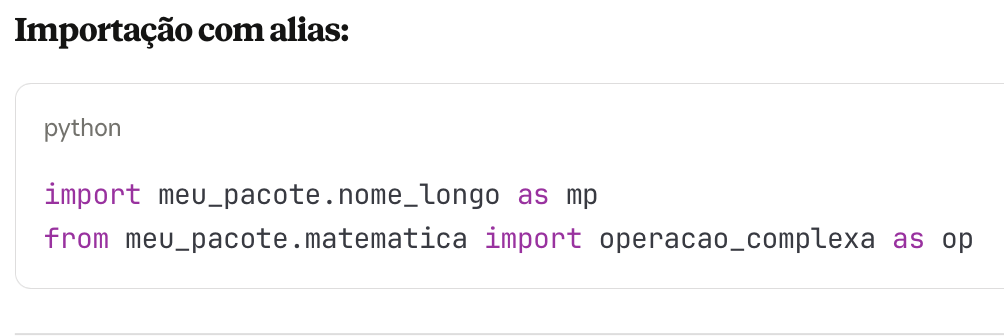 Importação com alias:
python
import meu_pacote.nome_longo as mp
from meu_pacote.matematica import operacao_complexa as op